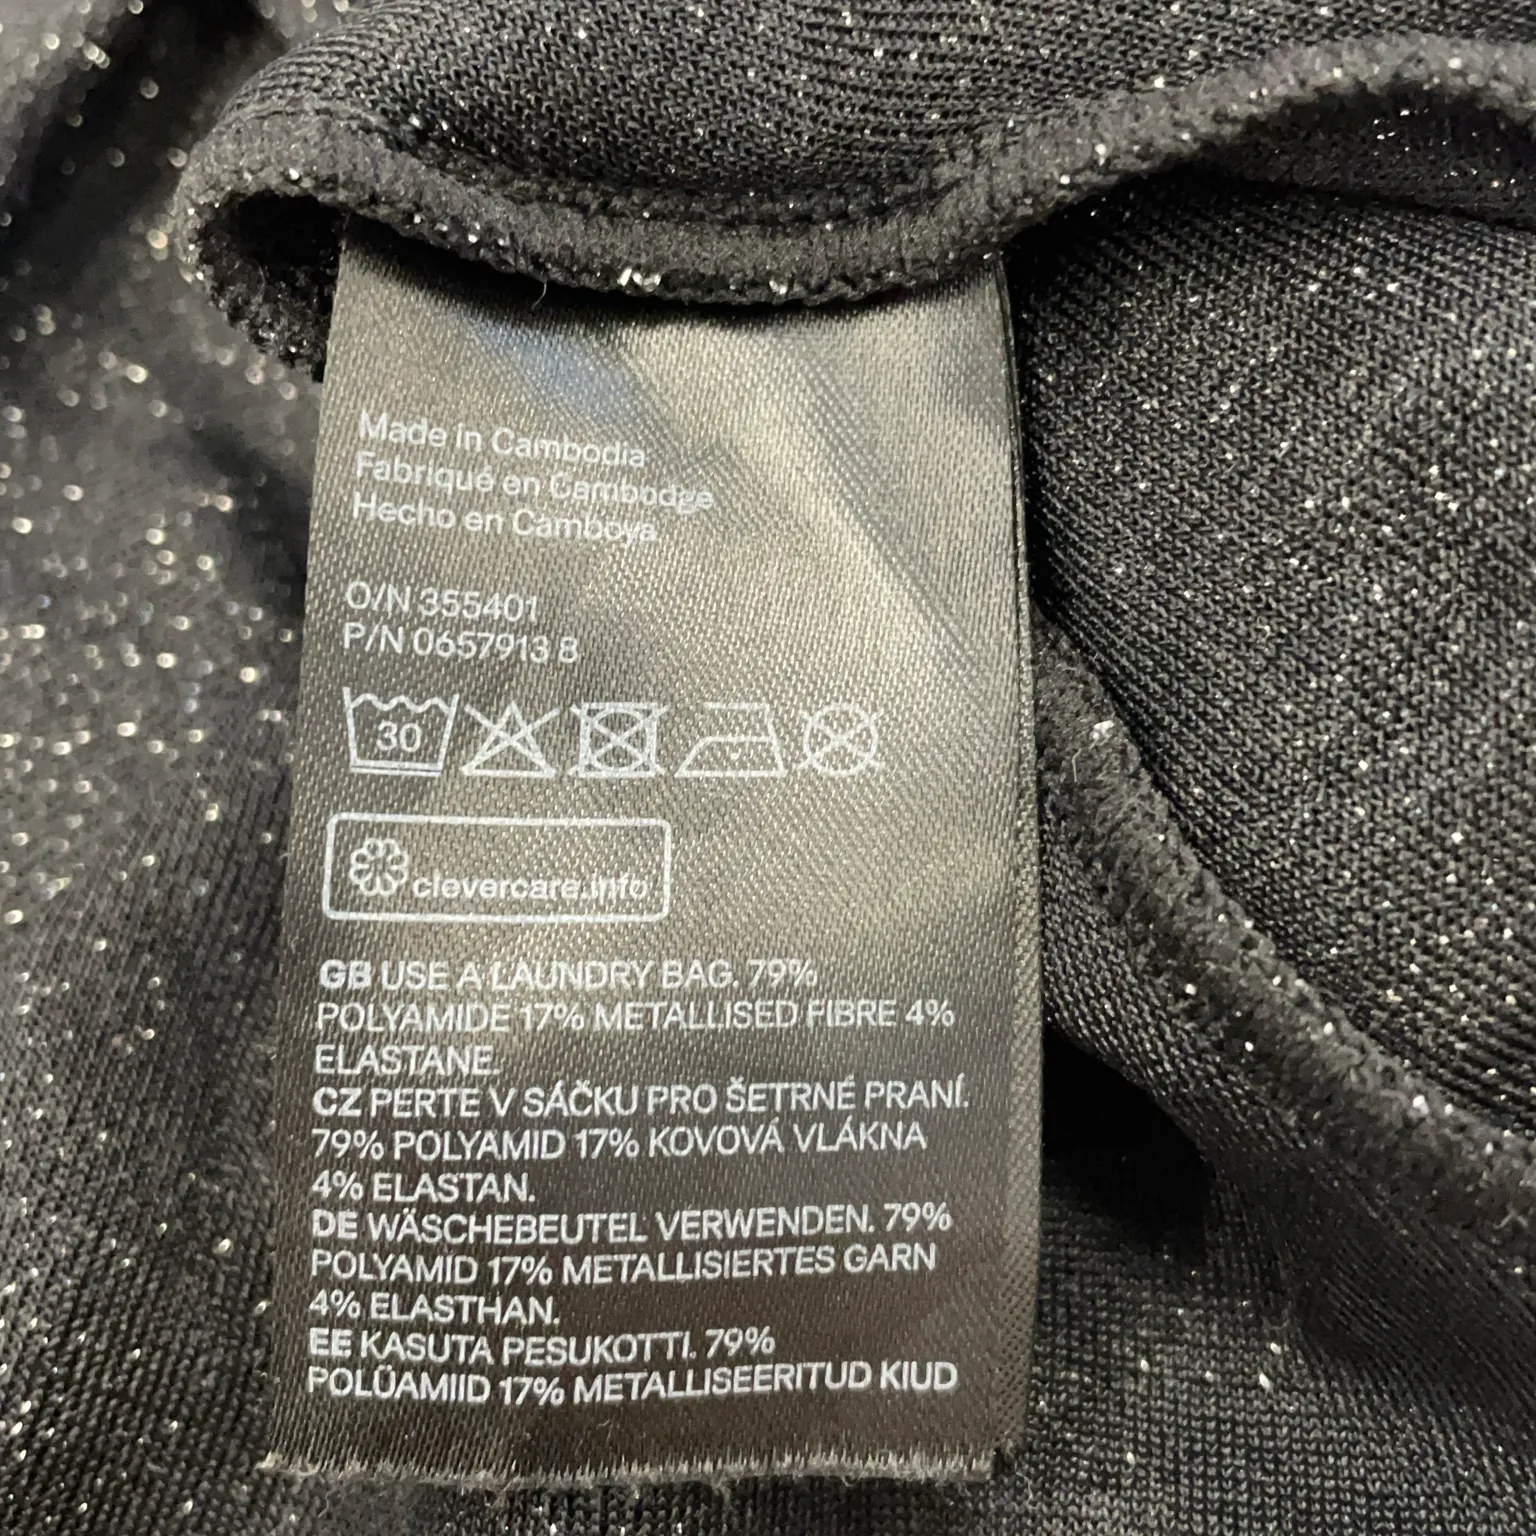 Made in Cambodia
Fabriqué en Cambodge
Hecho en Camboya
O/N 355401
P/N 0657913 8
30
clevercare.info
GB USE A LAUNDRY BAG. 79%
POLYAMIDE 17% METALLISED FIBRE 4%
ELASTANE.
CZ PERTE V SÁČKU PRO ŠETRNÉ PRANÍ.
79% POLYAMID 17% KOVOVÁ VLÁKNA
4% ELASTAN.
DE WÄSCHEBEUTEL VERWENDEN. 79%
POLYAMID 17% METALLISIERTES GARN
4% ELASTHAN.
EE KASUTA PESUKOTTI. 79%
POLÜAMIID 17% METALLISEERITUD KIUD